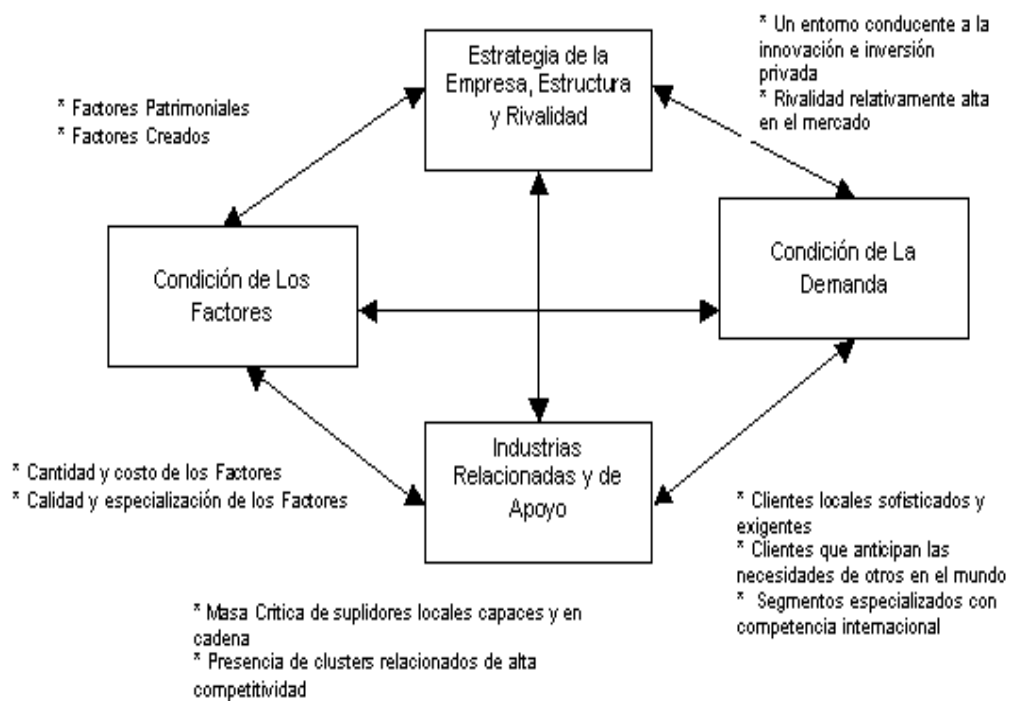 Estrategia de la
Empresa, Estructura
y Rivalidad
* Un entorno conducente a la
innovación e inversión
privada
* Rivalidad relativamente alta
en el mercado
* Factores Patrimoniales
* Factores Creados
Condición de Los
Factores
Condición de La
Demanda
Industrias
Relacionadas y de
Apoyo
* Cantidad y costo de los Factores
* Calidad y especialización de los Factores
* Clientes locales sofisticados y
exigentes
* Clientes que anticipan las
necesidades de otros en el mundo
* Segmentos especializados con
competencia internacional
* Masa Critica de suplidores locales capaces y en
cadena
* Presencia de clusters relacionados de alta
competitividad